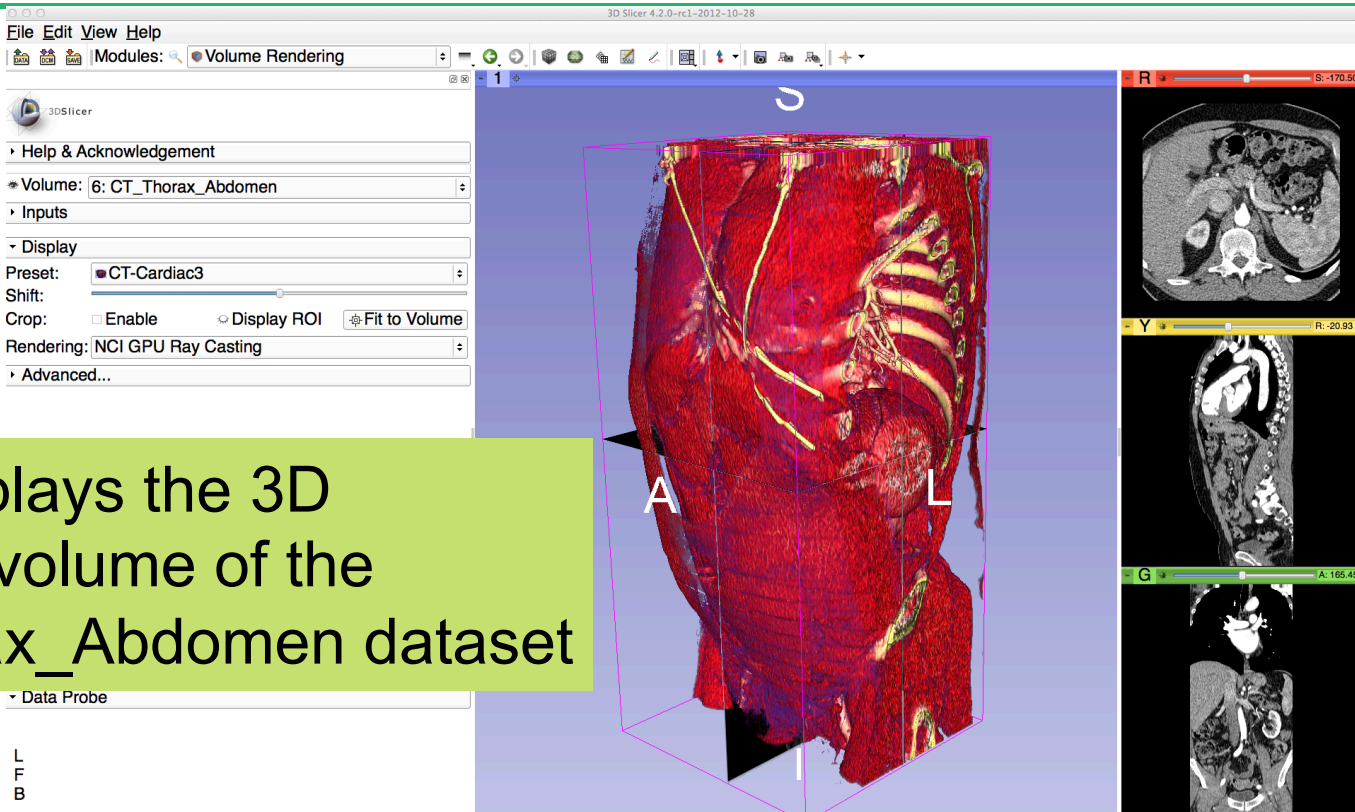 3D Slicer 4.2.0-rc1-2012-10-28
File Edit View Help
DATA DCM SAVE Modules: Volume Rendering
3DSlicer
Help & Acknowledgement
Volume: 6: CT_Thorax_Abdomen
Inputs
Display
Preset: CT-Cardiac3
Shift:
Crop: Enable Display ROI Fit to Volume
Rendering: NCI GPU Ray Casting
Advanced...
plays the 3D
volume of the
x_Abdomen dataset
Data Probe
L
F
B
1
S
A
L
I
R S: -170.50
Y R: -20.93
G A: 165.45